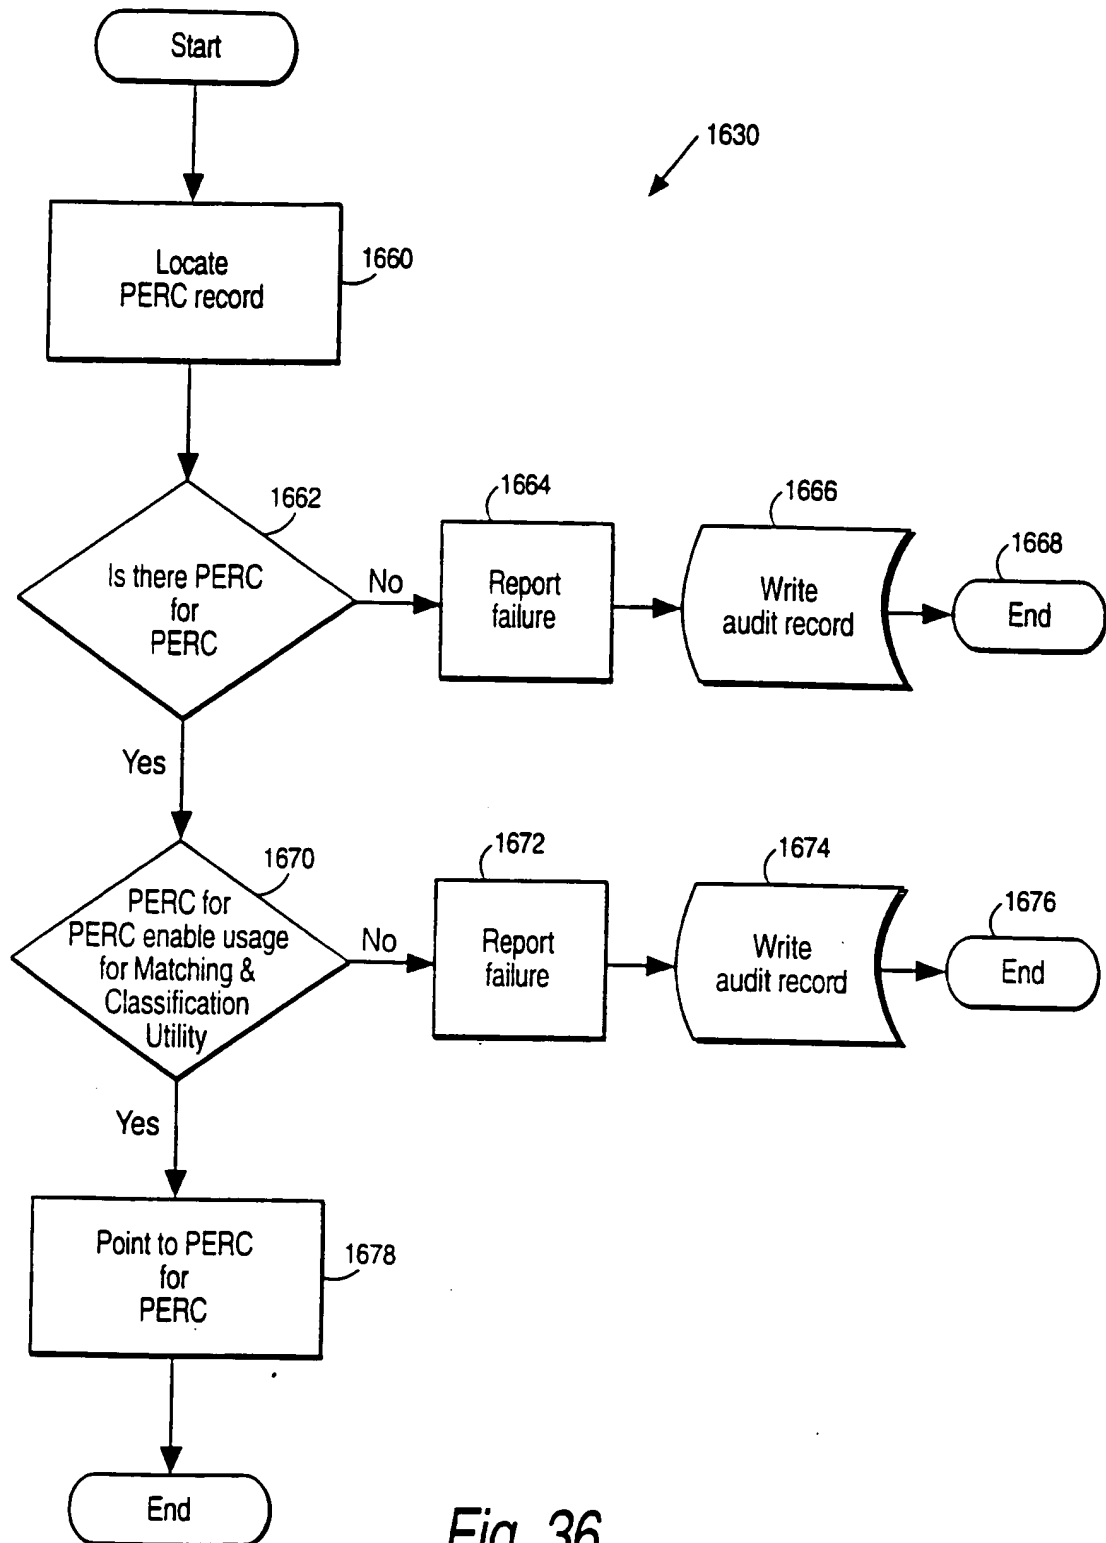 Start
1630
Locate
PERC record
1660
1662
Is there PERC
for
PERC
No
1664
Report
failure
1666
Write
audit record
1668
End
Yes
1670
PERC for
PERC enable usage
for Matching &
Classification
Utility
No
1672
Report
failure
1674
Write
audit record
1676
End
Yes
Point to PERC
for
PERC
1678
End
Fig. 36